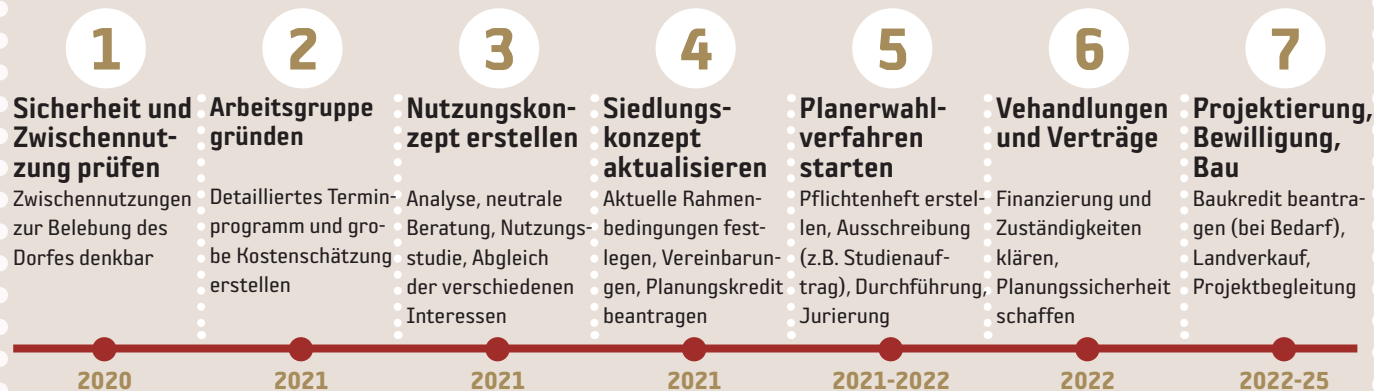 1
Sicherheit und
Zwischennut-
zung prüfen
Zwischennutzungen
zur Belebung des
Dorfes denkbar
2020
2
Arbeitsgruppe
gründen
Detailliertes Termin-
programm und gro-
be Kostenschätzung
erstellen
2021
3
Nutzungskon-
zept erstellen
Analyse, neutrale
Beratung, Nutzungs-
studie, Abgleich
der verschiedenen
Interessen
2021
4
Siedlungs-
konzept
aktualisieren
Aktuelle Rahmen-
bedingungen fest-
legen, Vereinbarun-
gen, Planungskredit
beantragen
2021
5
Planerwahl-
verfahren
starten
Pflichtenheft erstel-
len, Ausschreibung
(z.B. Studienauf-
trag), Durchführung,
Jurierung
2021-2022
6
Vehandlungen
und Verträge
Finanzierung und
Zuständigkeiten
klären,
Planungssicherheit
schaffen
2022
7
Projektierung,
Bewilligung,
Bau
Baukredit beantra-
gen (bei Bedarf),
Landverkauf,
Projektbegleitung
2022-25